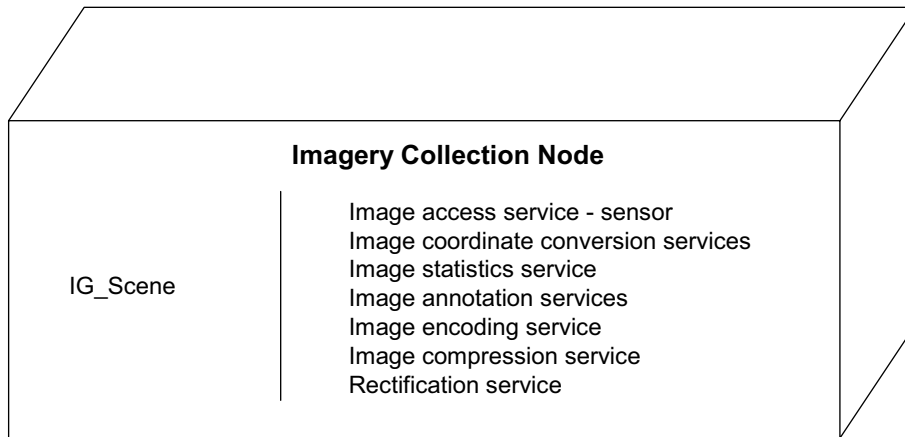 Imagery Collection Node
IG_Scene
Image access service - sensor
Image coordinate conversion services
Image statistics service
Image annotation services
Image encoding service
Image compression service
Rectification service